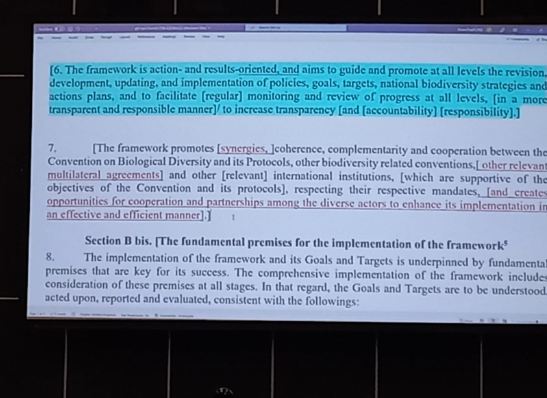 [6. The framework is action- and results-oriented, and aims to guide and promote at all levels the revision,
development, updating, and implementation of policies, goals, targets, national biodiversity strategies and
actions plans, and to facilitate [regular] monitoring and review of progress at all levels, [in a more
transparent and responsible manner]/ to increase transparency [and [accountability] [responsibility].]
7. [The framework promotes [synergies, ]coherence, complementarity and cooperation between the
Convention on Biological Diversity and its Protocols, other biodiversity related conventions,[ other relevant
multilateral agreements] and other [relevant] international institutions, [which are supportive of the
objectives of the Convention and its protocols], respecting their respective mandates, [and creates
opportunities for cooperation and partnerships among the diverse actors to enhance its implementation in
an effective and efficient manner].]
Section B bis. [The fundamental premises for the implementation of the framework
8. The implementation of the framework and its Goals and Targets is underpinned by fundamental
premises that are key for its success. The comprehensive implementation of the framework includes
consideration of these premises at all stages. In that regard, the Goals and Targets are to be understood,
acted upon, reported and evaluated, consistent with the followings: